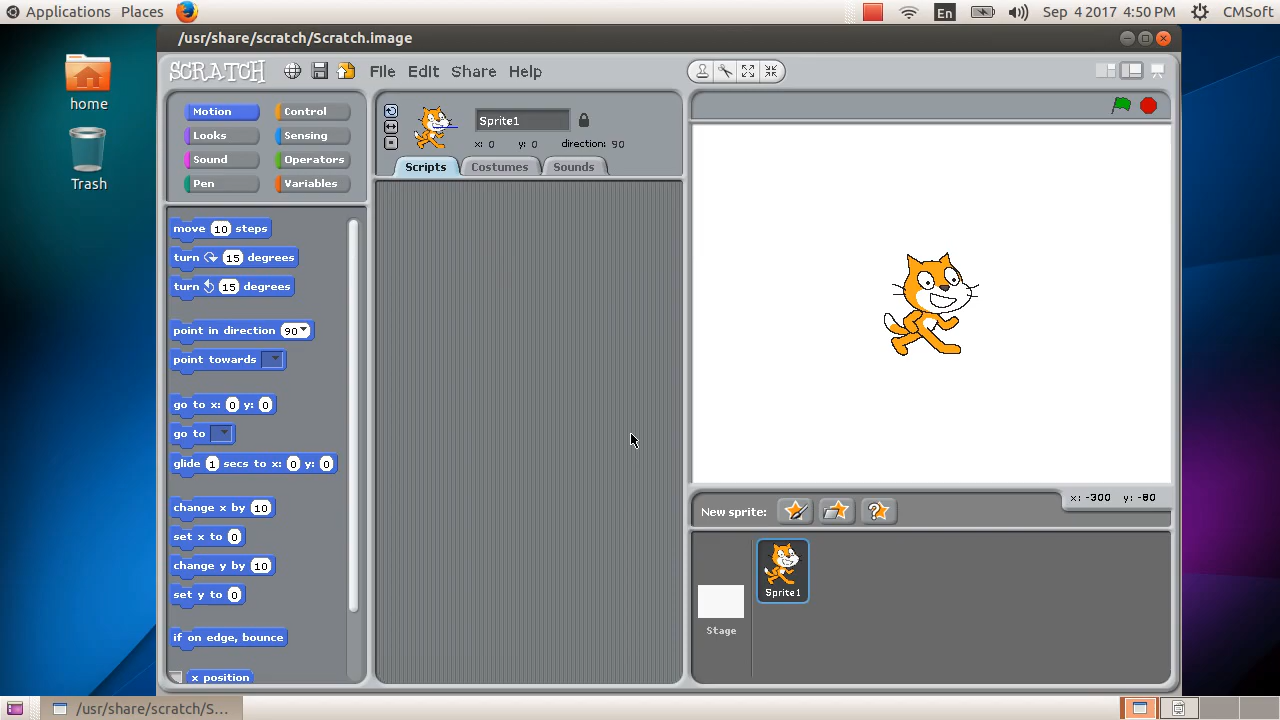 Applications Places En Sep 4 2017 4:50 PM CMSoft
/usr/share/scratch/Scratch.image
SCRATCH File Edit Share Help
home
Trash
Motion Control
Looks Sensing
Sound Operators
Pen Variables
move 10 steps
turn 15 degrees
turn 15 degrees
point in direction 90
point towards
go to x: 0 y: 0
go to
glide 1 secs to x: 0 y: 0
change x by 10
set x to 0
change y by 10
set y to 0
if on edge, bounce
x position
Sprite1
x: 0 y: 0 direction: 90
Scripts Costumes Sounds
x: -300 y: -80
New sprite:
Sprite1
Stage
/usr/share/scratch/S...